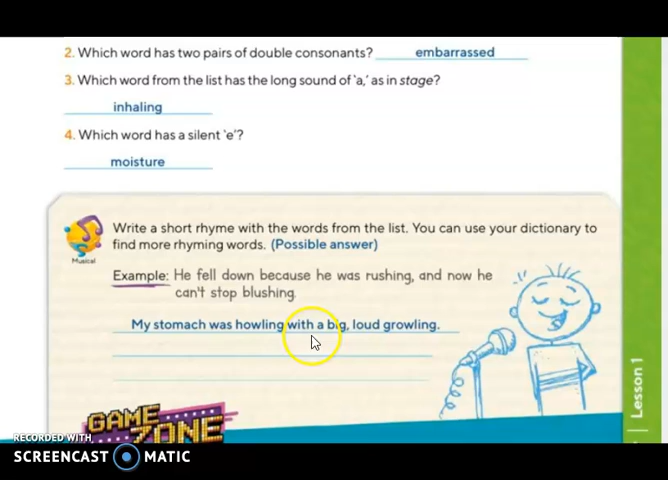 2. Which word has two pairs of double consonants? embarrassed
3. Which word from the list has the long sound of 'a,' as in stage?
inhaling
4. Which word has a silent 'e'?
moisture
Write a short rhyme with the words from the list. You can use your dictionary to
find more rhyming words. (Possible answer)
Musical
Example: He fell down because he was rushing, and now he
can't stop blushing.
My stomach was howling with a big, loud growling.
Lesson 1
GAME
ZONE
RECORDED WITH
SCREENCAST MATIC